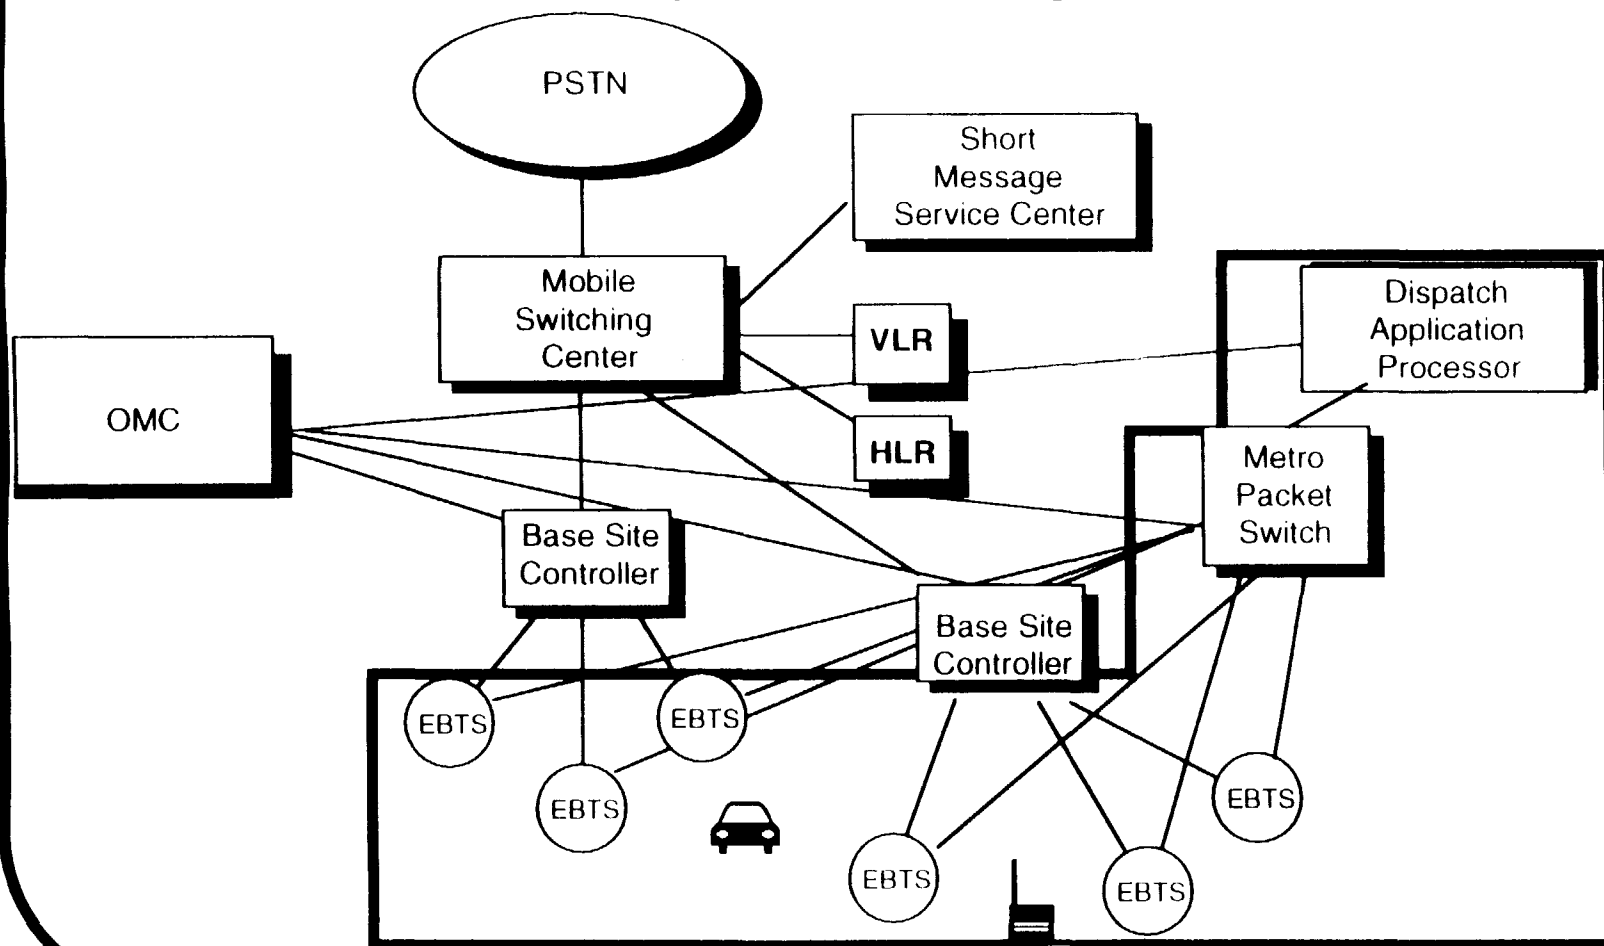 PSTN
Short
Message
Service Center
Mobile
Switching
Center
VLR
Dispatch
Application
Processor
OMC
HLR
Metro
Packet
Switch
Base Site
Controller
Base Site
Controller
EBTS
EBTS
EBTS
EBTS
EBTS
EBTS